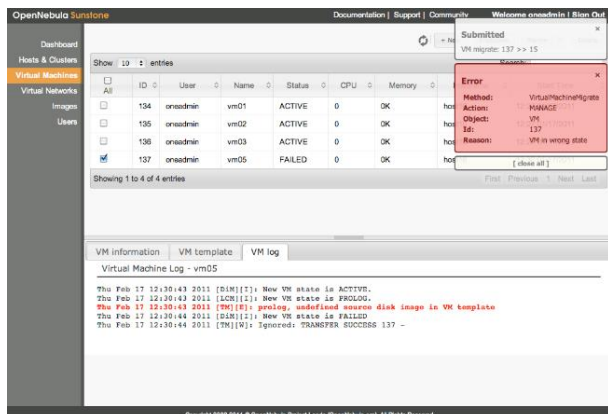 OpenNebula Sunstone
Documentation | Support | Community
Welcome oneadmin | Sign Out
Dashboard
Hosts & Clusters
Virtual Machines
Virtual Networks
Images
Users
Submitted
VM migrate: 137 >> 15
Error
Method: VirtualMachineMigrate
Action: MANAGE
Object: VM
Id: 137
Reason: VM in wrong state
[ close all ]
Show 10 entries
All ID User Name Status CPU Memory
134 oneadmin vm01 ACTIVE 0 0K
135 oneadmin vm02 ACTIVE 0 0K
136 oneadmin vm03 ACTIVE 0 0K
137 oneadmin vm05 FAILED 0 0K
Showing 1 to 4 of 4 entries
First Previous 1 Next Last
VM information VM template VM log
Virtual Machine Log - vm05
Thu Feb 17 12:30:43 2011 [DiM][I]: New VM state is ACTIVE.
Thu Feb 17 12:30:43 2011 [LCM][I]: New VM state is PROLOG.
Thu Feb 17 12:30:43 2011 [TM][E]: prolog, undefined source disk image in VM template
Thu Feb 17 12:30:44 2011 [DiM][I]: New VM state is FAILED
Thu Feb 17 12:30:44 2011 [TM][W]: Ignored: TRANSFER SUCCESS 137 -